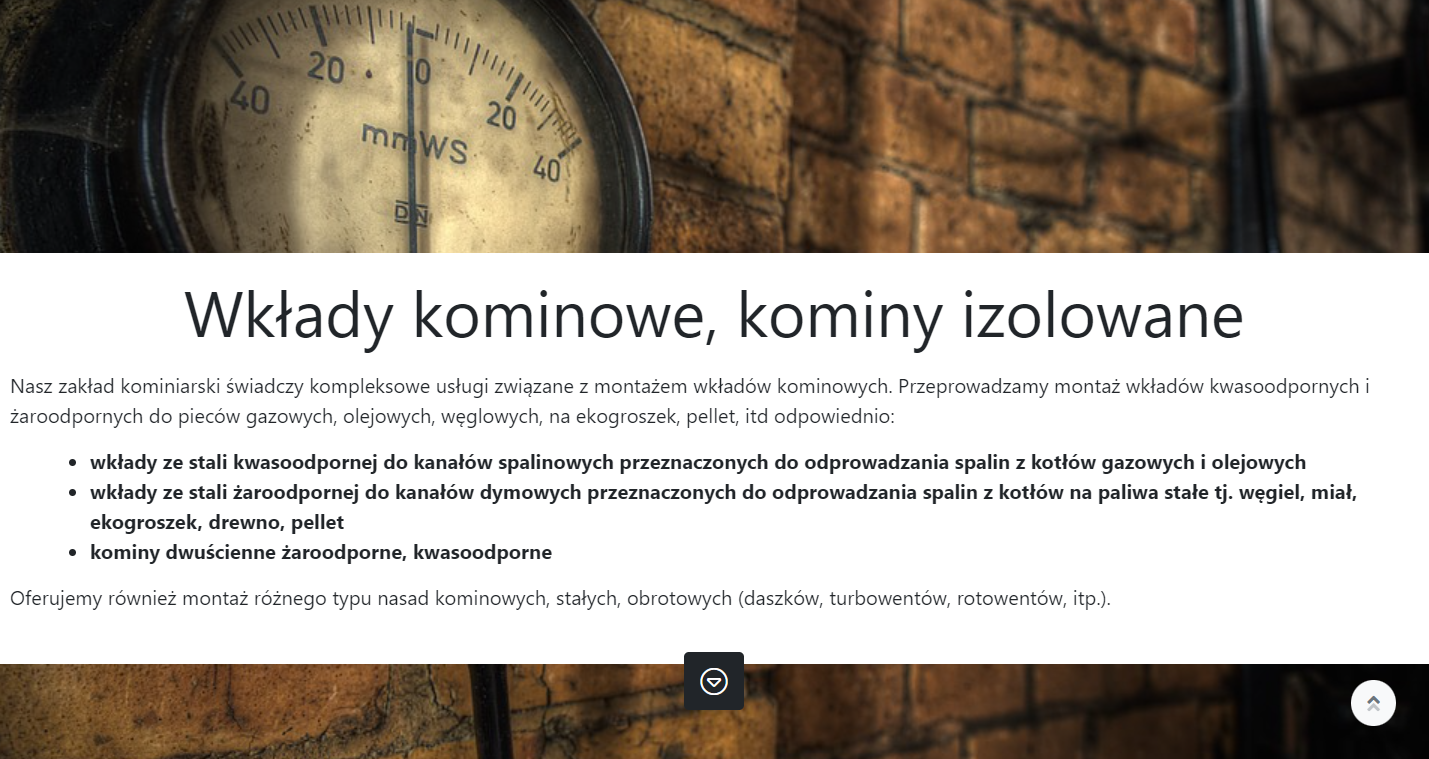 40 20 0 20 40
mmWS
DN
Wkłady kominowe, kominy izolowane
Nasz zakład kominiarski świadczy kompleksowe usługi związane z montażem wkładów kominowych. Przeprowadzamy montaż wkładów kwasoodpornych i
żaroodpornych do pieców gazowych, olejowych, węglowych, na ekogroszek, pellet, itd odpowiednio:
• wkłady ze stali kwasoodpornej do kanałów spalinowych przeznaczonych do odprowadzania spalin z kotłów gazowych i olejowych
• wkłady ze stali żaroodpornej do kanałów dymowych przeznaczonych do odprowadzania spalin z kotłów na paliwa stałe tj. węgiel, miał,
ekogroszek, drewno, pellet
• kominy dwuścienne żaroodporne, kwasoodporne
Oferujemy również montaż różnego typu nasad kominowych, stałych, obrotowych (daszków, turbowentów, rotowentów, itp.).